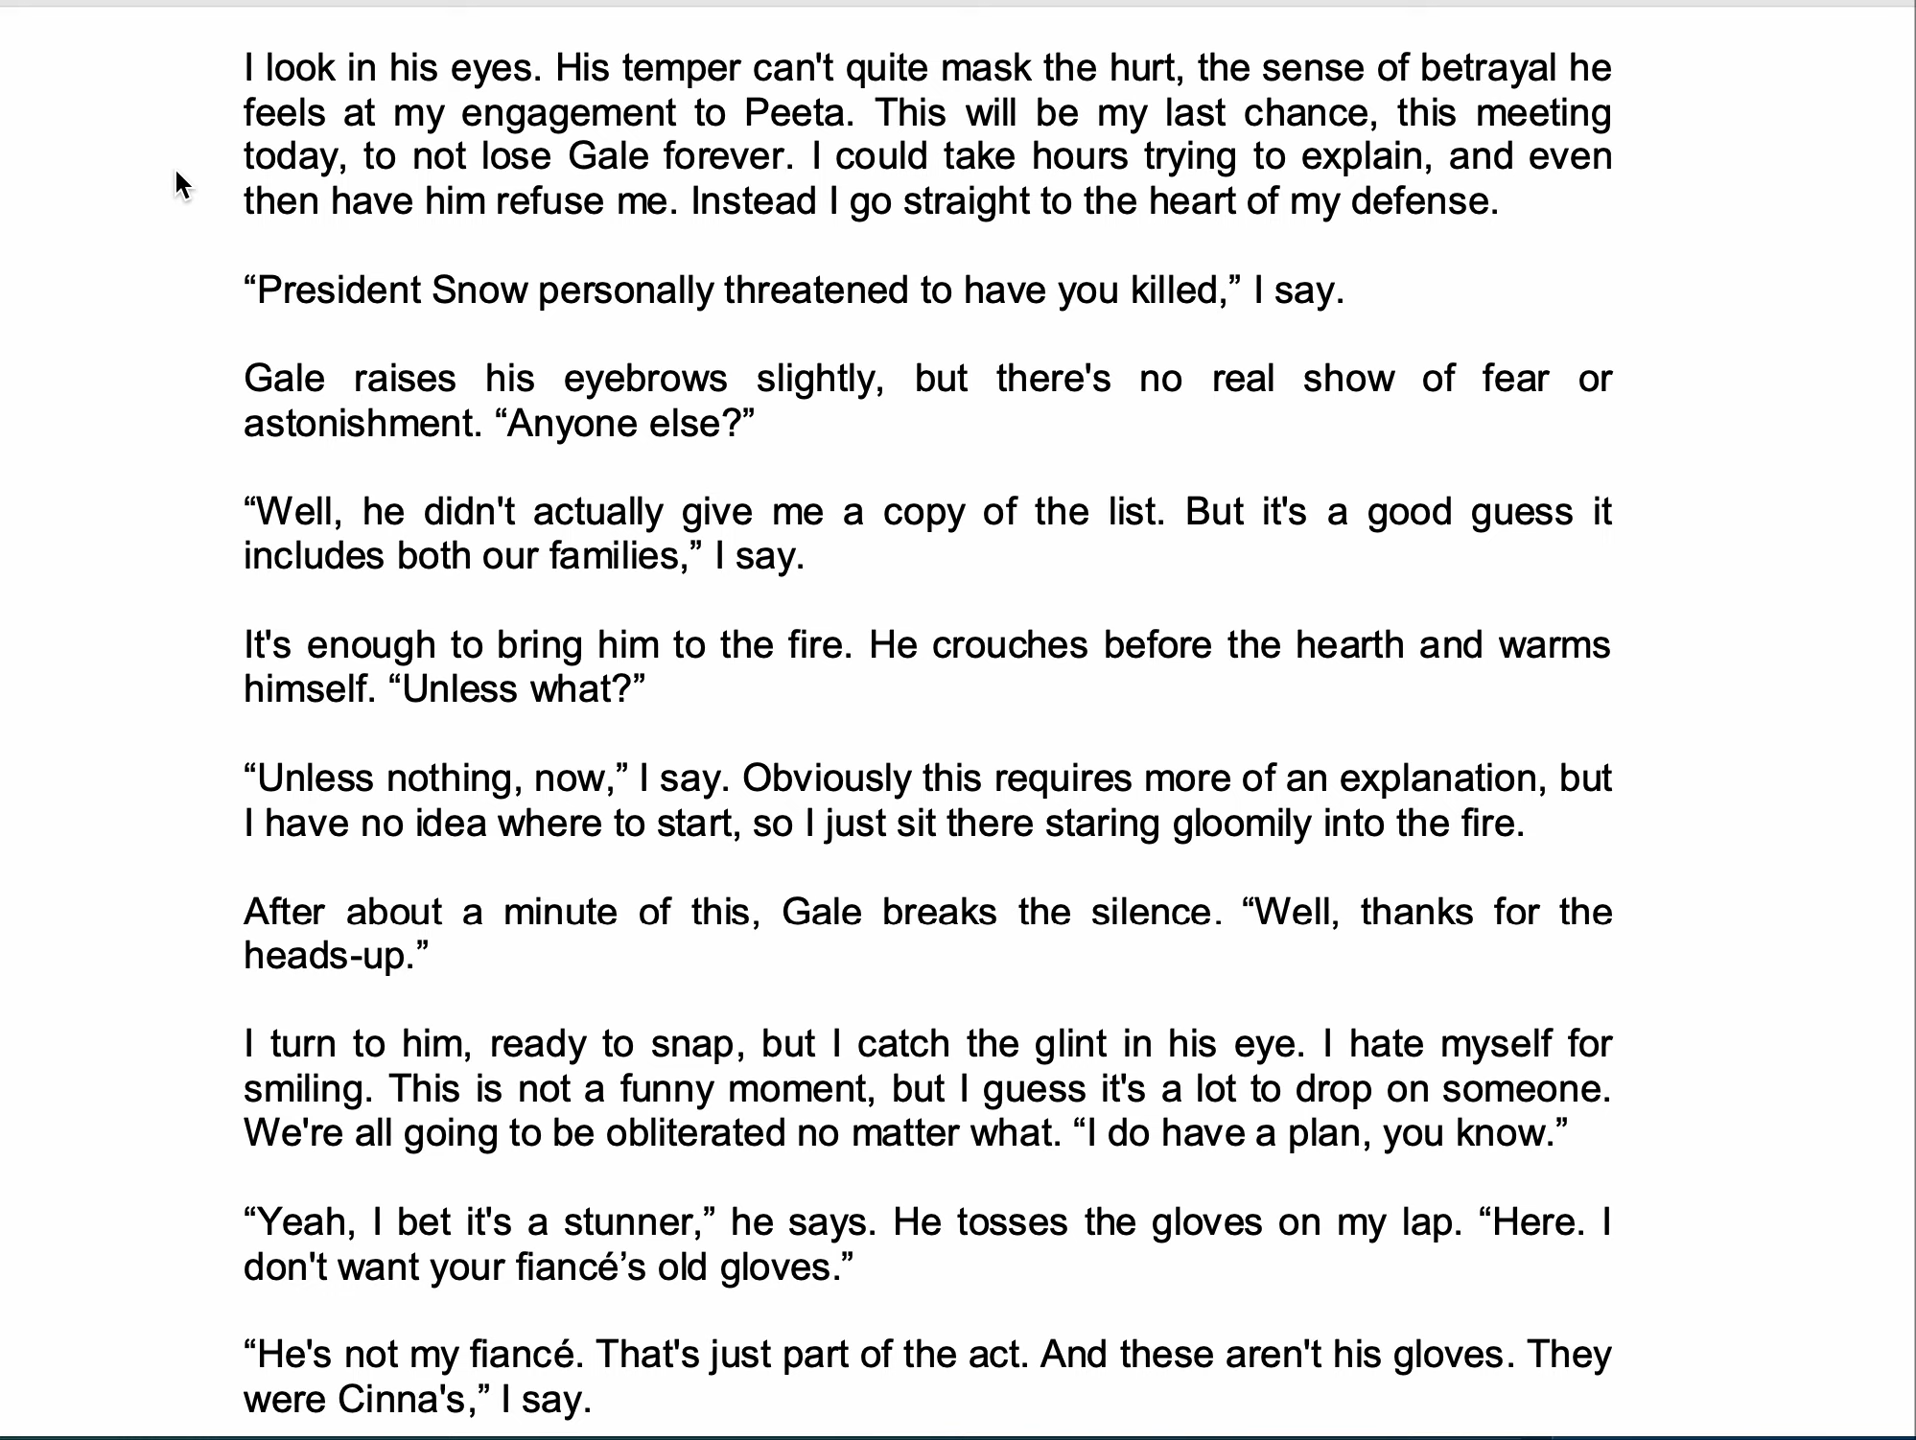 I look in his eyes. His temper can't quite mask the hurt, the sense of betrayal he
feels at my engagement to Peeta. This will be my last chance, this meeting
today, to not lose Gale forever. I could take hours trying to explain, and even
then have him refuse me. Instead I go straight to the heart of my defense.
“President Snow personally threatened to have you killed,” I say.
Gale raises his eyebrows slightly, but there's no real show of fear or
astonishment. “Anyone else?”
“Well, he didn't actually give me a copy of the list. But it's a good guess it
includes both our families,” I say.
It's enough to bring him to the fire. He crouches before the hearth and warms
himself. “Unless what?”
“Unless nothing, now,” I say. Obviously this requires more of an explanation, but
I have no idea where to start, so I just sit there staring gloomily into the fire.
After about a minute of this, Gale breaks the silence. “Well, thanks for the
heads-up.”
I turn to him, ready to snap, but I catch the glint in his eye. I hate myself for
smiling. This is not a funny moment, but I guess it's a lot to drop on someone.
We're all going to be obliterated no matter what. “I do have a plan, you know.”
“Yeah, I bet it's a stunner,” he says. He tosses the gloves on my lap. “Here. I
don't want your fiancé’s old gloves.”
“He's not my fiancé. That's just part of the act. And these aren't his gloves. They
were Cinna's,” I say.